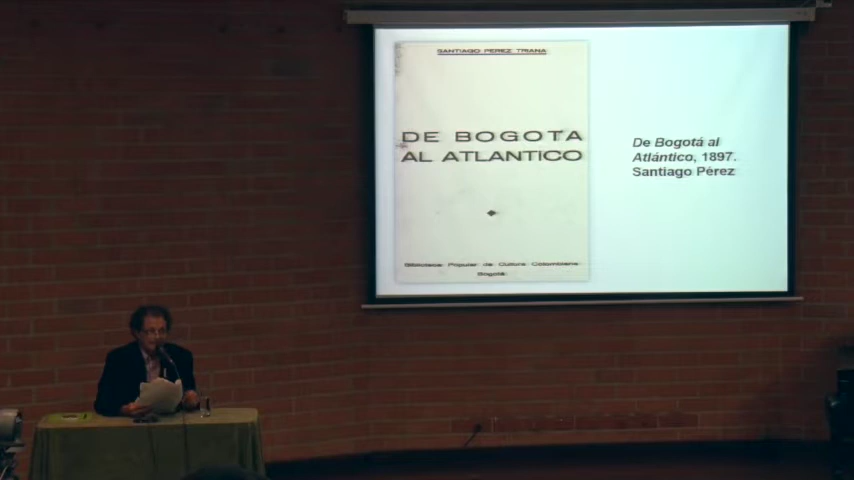 SANTIAGO PEREZ TRIANA
DE BOGOTA
AL ATLANTICO
Biblioteca Popular de Cultura Colombiana
Bogotá
De Bogotá al
Atlántico, 1897.
Santiago Pérez